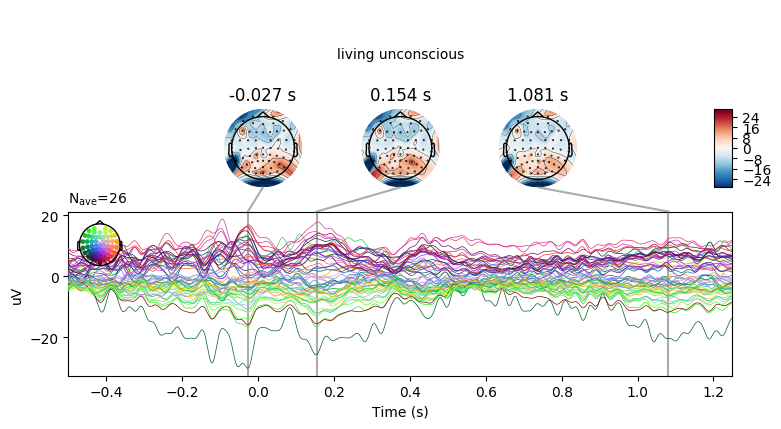 living unconscious
-0.027 s 0.154 s 1.081 s
24
16
8
0
−8
−16
−24
Nave=26
20
0
−20
uV
−0.4 −0.2 0.0 0.2 0.4 0.6 0.8 1.0 1.2
Time (s)